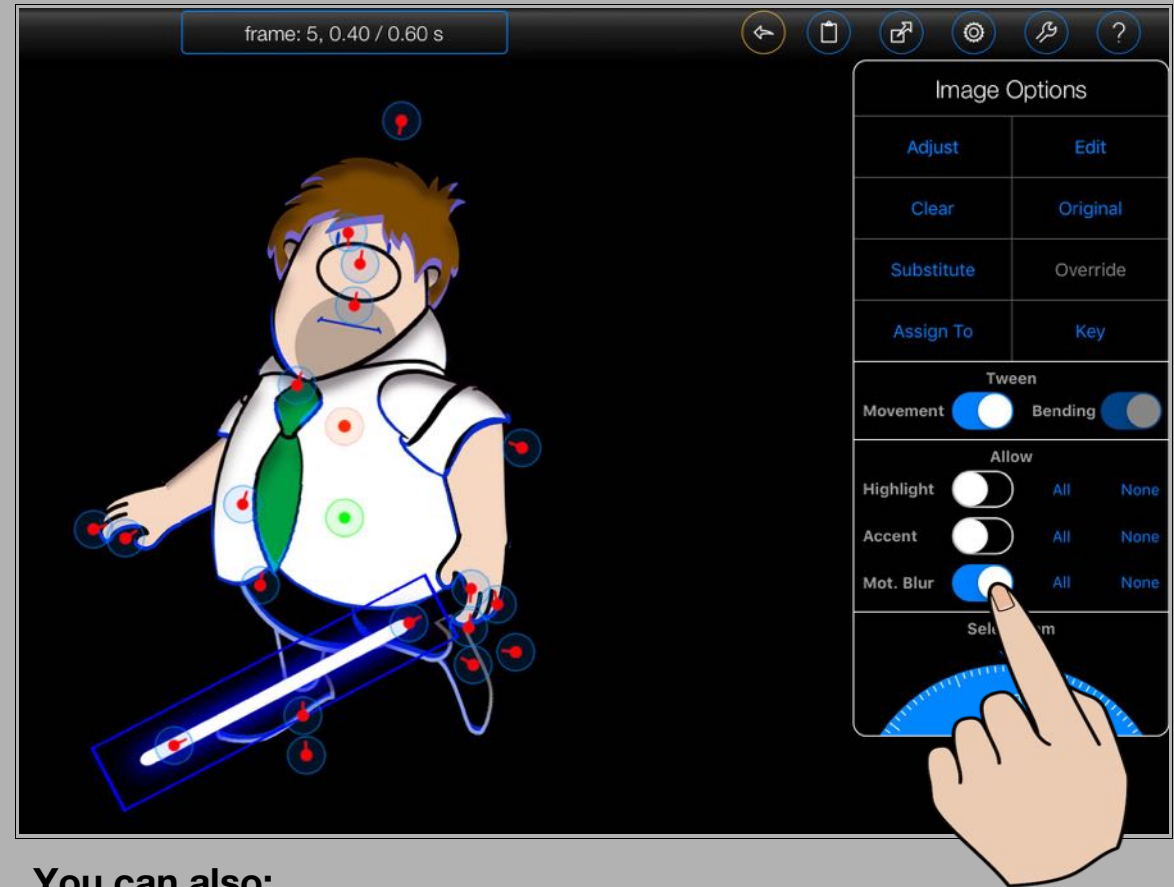 frame: 5, 0.40 / 0.60 s
?
Image Options
Adjust Edit
Clear Original
Substitute Override
Assign To Key
Tween
Movement Bending
Allow
Highlight All None
Accent All None
Mot. Blur All None
You can also: